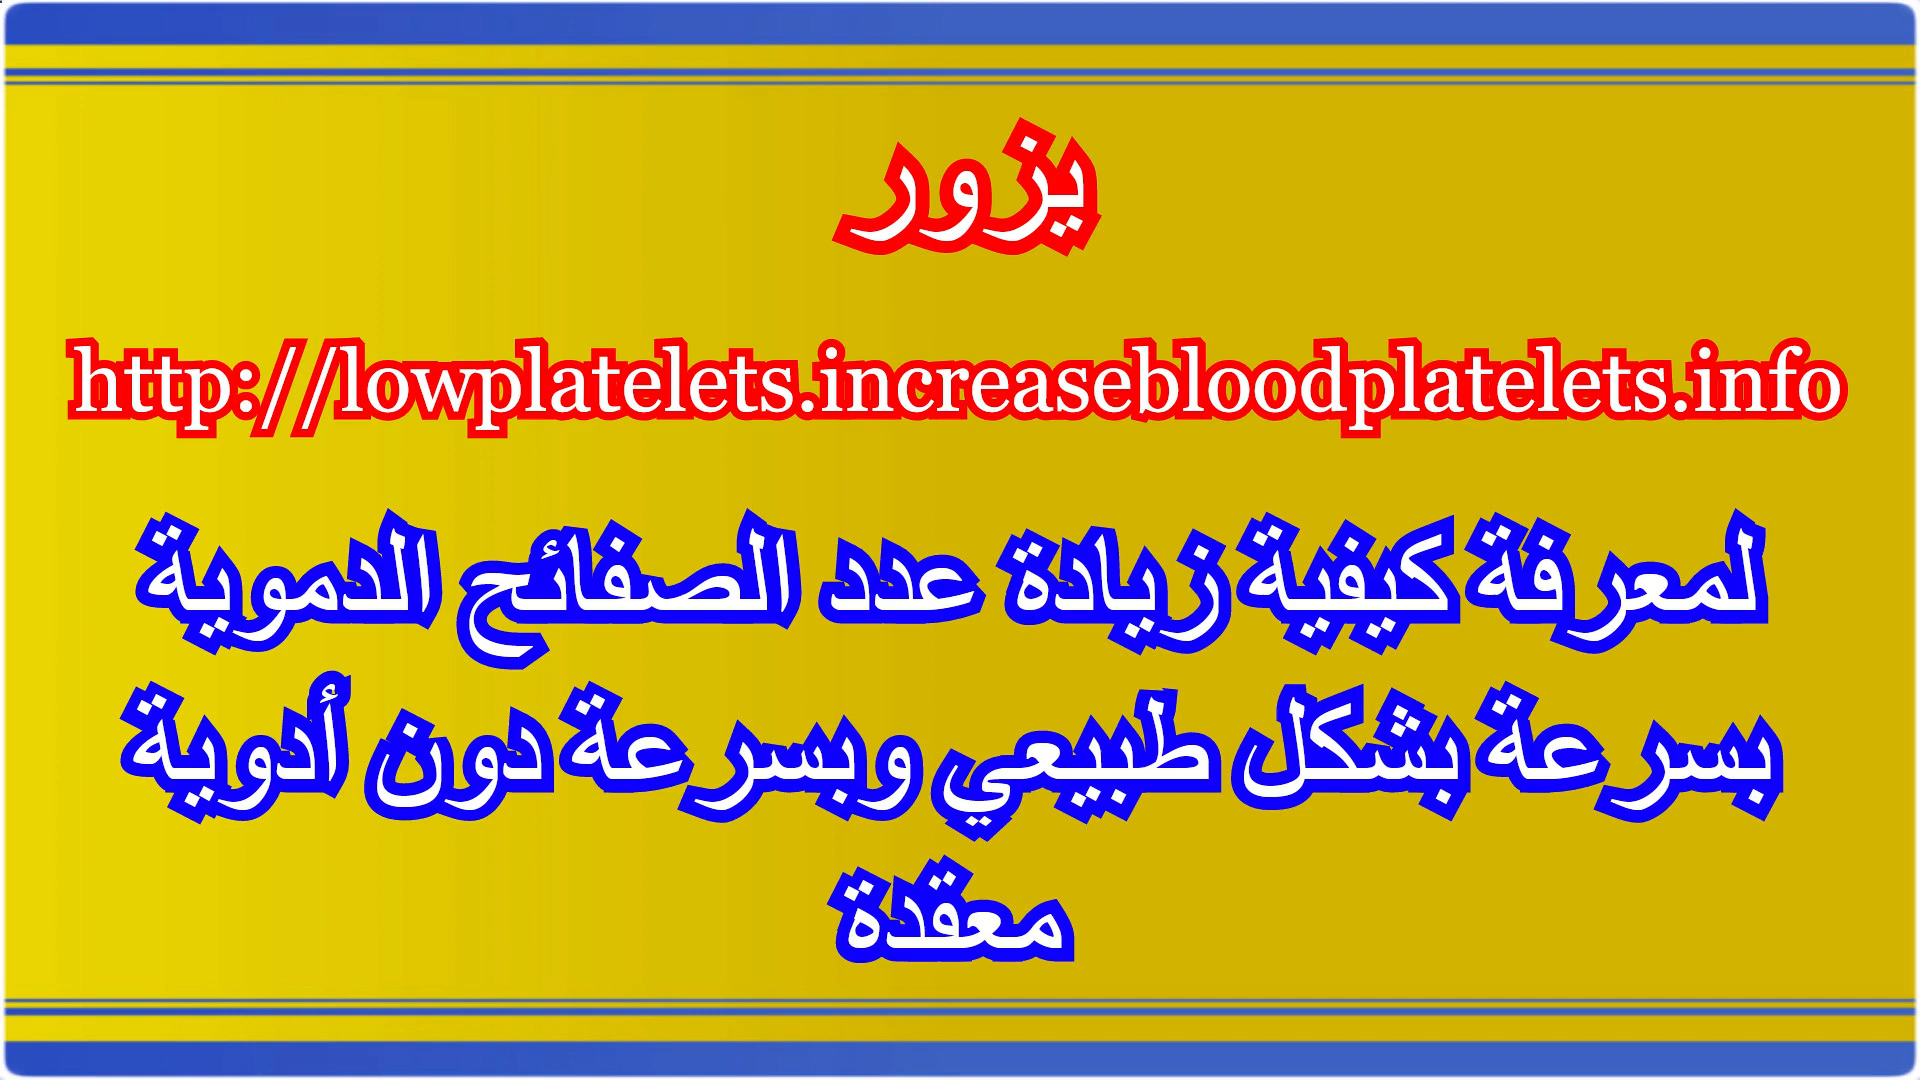 يزور
http://lowplatelets.increasebloodplatelets.info
لمعرفة كيفية زيادة عدد الصفائح الدموية
بسرعة بشكل طبيعي وبسرعة دون أدوية
معقدة